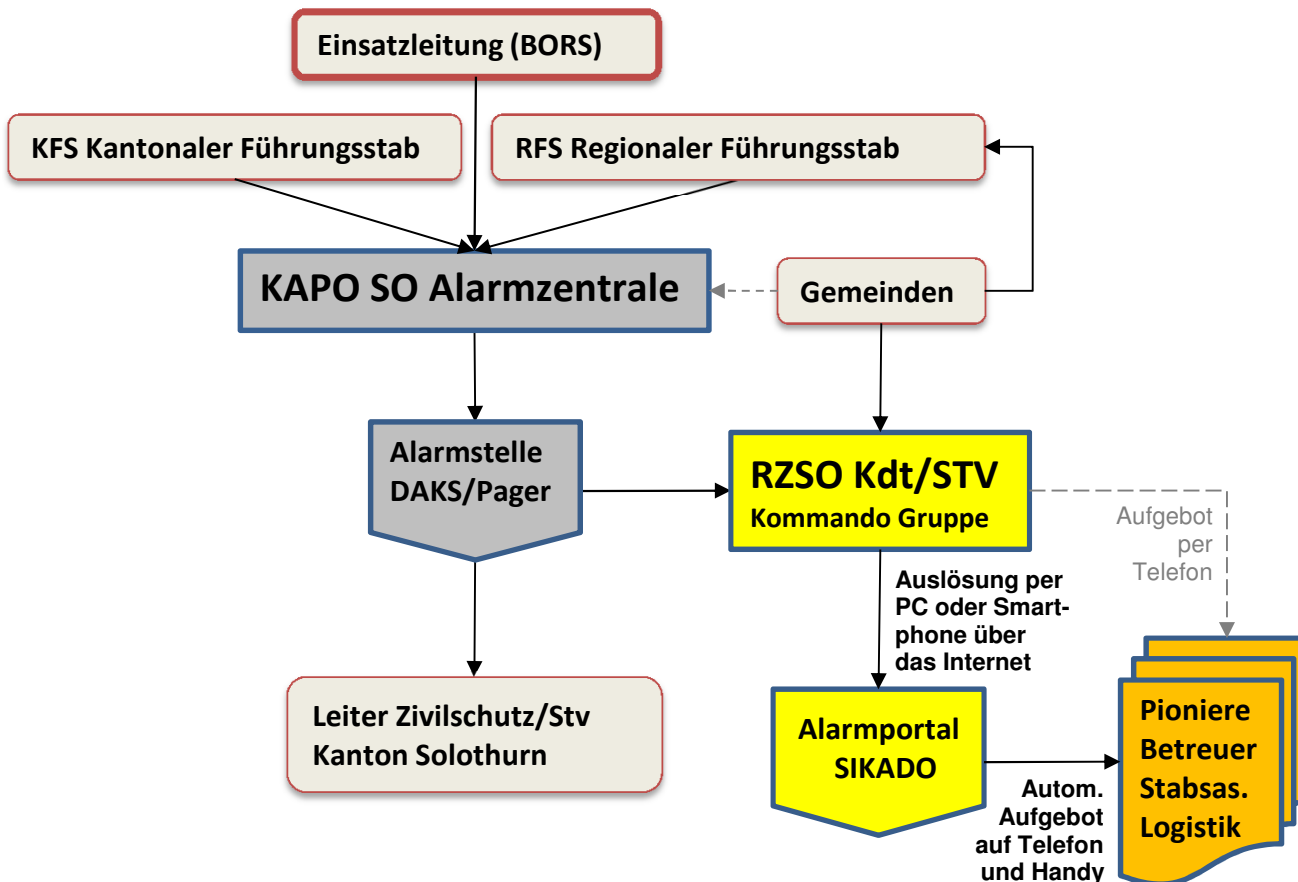 Einsatzleitung (BORS)
KFS Kantonaler Führungsstab
RFS Regionaler Führungsstab
KAPO SO Alarmzentrale
Gemeinden
Alarmstelle
DAKS/Pager
RZSO Kdt/STV
Kommando Gruppe
Aufgebot
per
Telefon
Auslösung per
PC oder Smart-
phone über
das Internet
Leiter Zivilschutz/Stv
Kanton Solothurn
Alarmportal
SIKADO
Pioniere
Betreuer
Stabsas.
Logistik
Autom.
Aufgebot
auf Telefon
und Handy